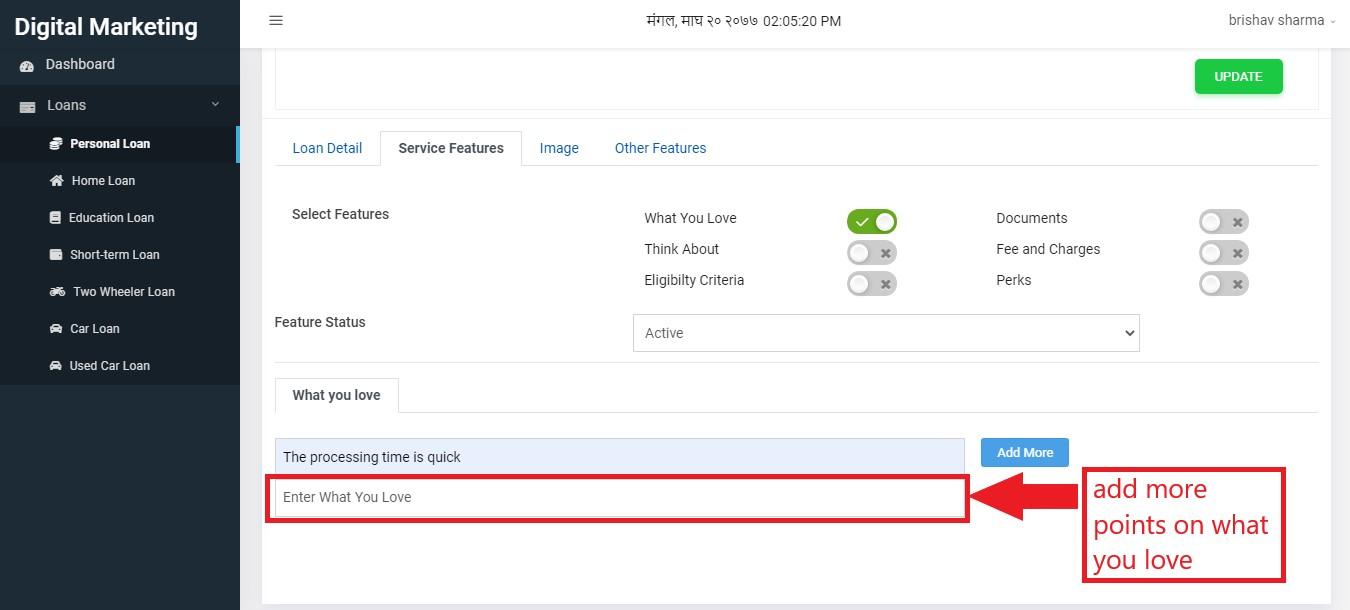 Digital Marketing
मंगल, माघ २० २०७७ 02:05:20 PM
brishav sharma
Dashboard
Loans
Personal Loan
Home Loan
Education Loan
Short-term Loan
Two Wheeler Loan
Car Loan
Used Car Loan
UPDATE
Loan Detail
Service Features
Image
Other Features
Select Features
What You Love
Documents
Think About
Fee and Charges
Eligibilty Criteria
Perks
Feature Status
Active
What you love
The processing time is quick
Add More
Enter What You Love
add more
points on what
you love